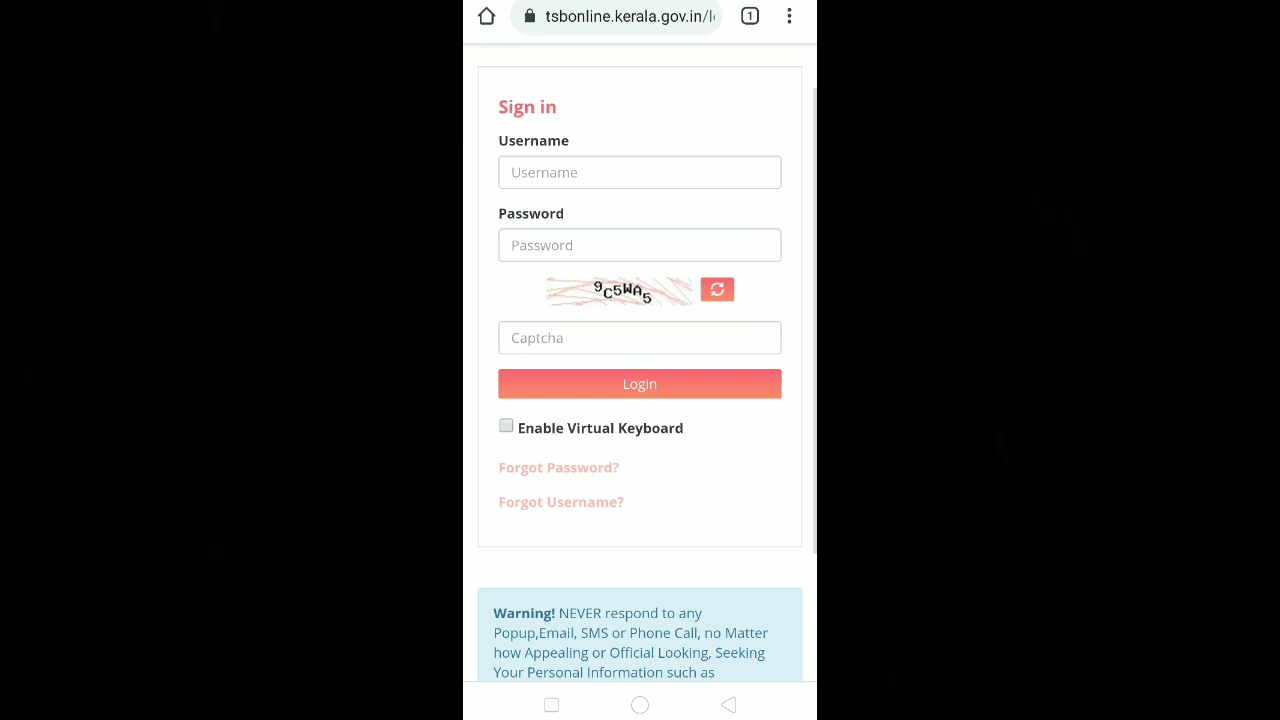 tsbonline.kerala.gov.in/l
1
Sign in
Username
Username
Password
Password
9C5WA5
Captcha
Login
Enable Virtual Keyboard
Forgot Password?
Forgot Username?
Warning! NEVER respond to any
Popup,Email, SMS or Phone Call, no Matter
how Appealing or Official Looking, Seeking
Your Personal Information such as